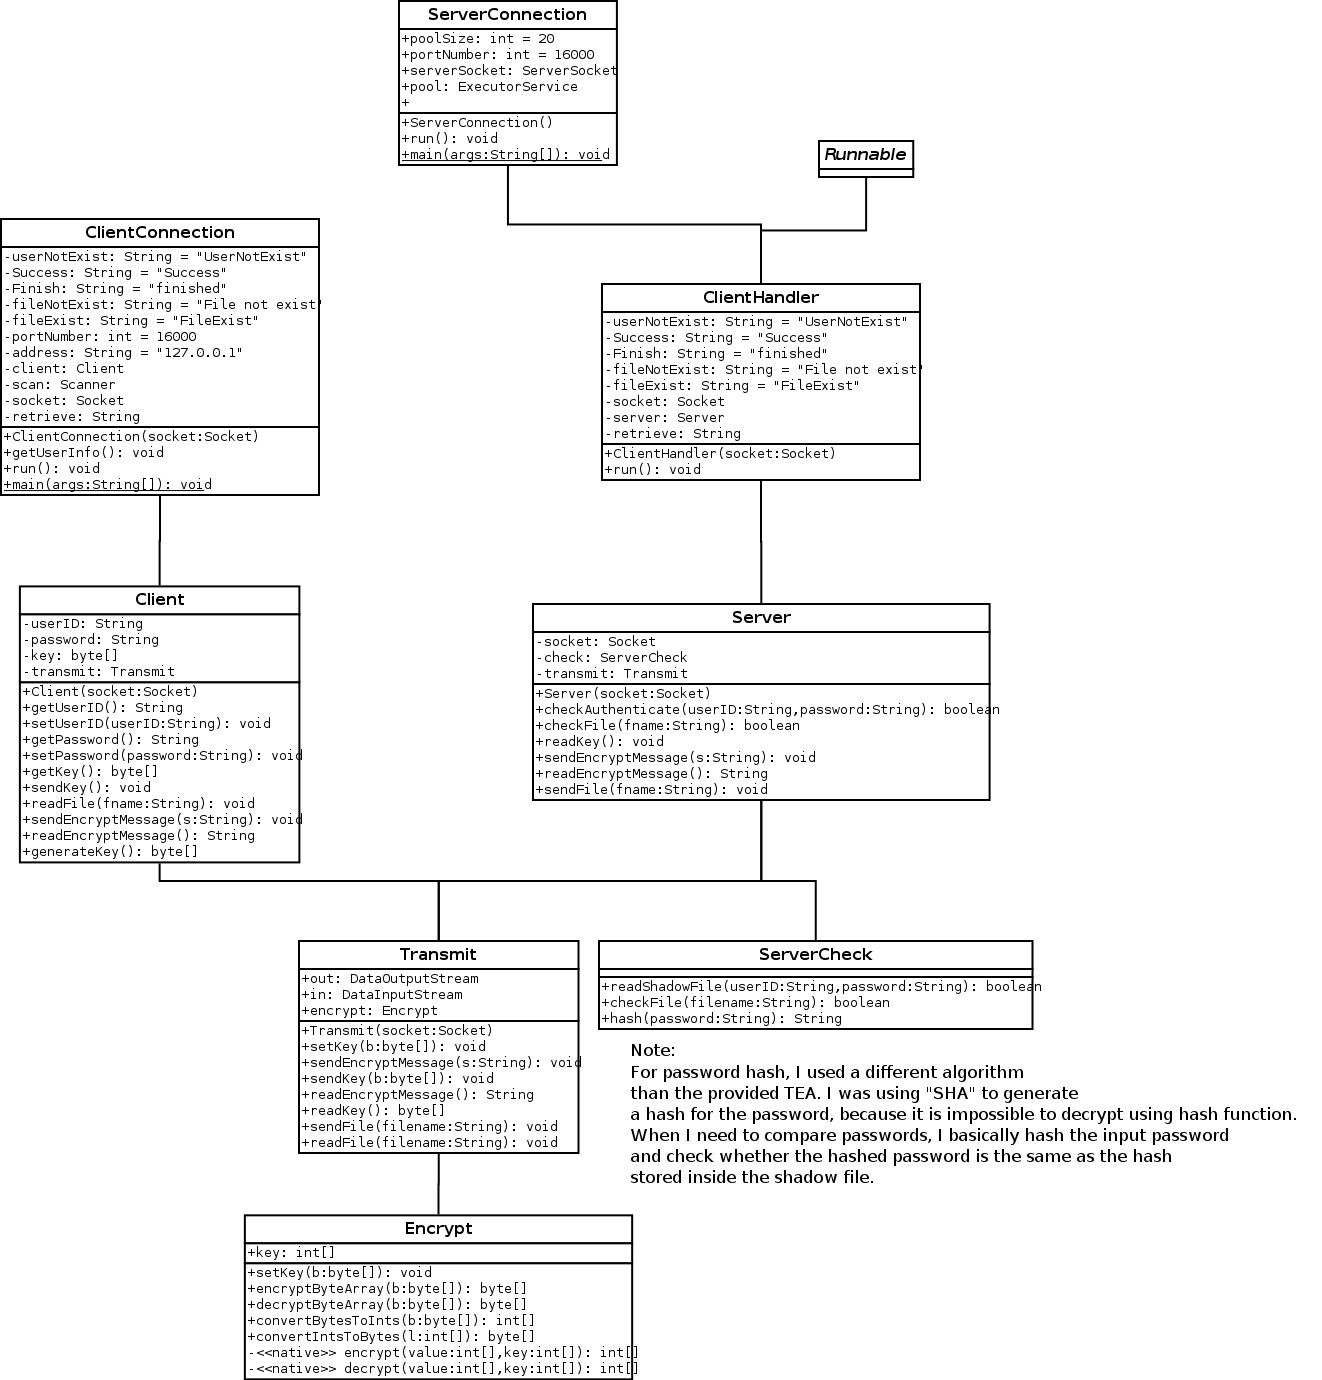 ServerConnection
+poolSize: int = 20
+portNumber: int = 16000
+serverSocket: ServerSocket
+pool: ExecutorService
+
+ServerConnection()
+run(): void
+main(args:String[]): void
Runnable
ClientConnection
-userNotExist: String = "UserNotExist"
-Success: String = "Success"
-Finish: String = "finished"
-fileNotExist: String = "File not exist"
-fileExist: String = "FileExist"
-portNumber: int = 16000
-address: String = "127.0.0.1"
-client: Client
-scan: Scanner
-socket: Socket
-retrieve: String
+ClientConnection(socket:Socket)
+getUserInfo(): void
+run(): void
+main(args:String[]): void
ClientHandler
-userNotExist: String = "UserNotExist"
-Success: String = "Success"
-Finish: String = "finished"
-fileNotExist: String = "File not exist"
-fileExist: String = "FileExist"
-socket: Socket
-server: Server
-retrieve: String
+ClientHandler(socket:Socket)
+run(): void
Client
-userID: String
-password: String
-key: byte[]
-transmit: Transmit
+Client(socket:Socket)
+getUserID(): String
+setUserID(userID:String): void
+getPassword(): String
+setPassword(password:String): void
+getKey(): byte[]
+sendKey(): void
+readFile(fname:String): void
+sendEncryptMessage(s:String): void
+readEncryptMessage(): String
+generateKey(): byte[]
Server
-socket: Socket
-check: ServerCheck
-transmit: Transmit
+Server(socket:Socket)
+checkAuthenticate(userID:String,password:String): boolean
+checkFile(fname:String): boolean
+readKey(): void
+sendEncryptMessage(s:String): void
+readEncryptMessage(): String
+sendFile(fname:String): void
Transmit
+out: DataOutputStream
+in: DataInputStream
+encrypt: Encrypt
+Transmit(socket:Socket)
+setKey(b:byte[]): void
+sendEncryptMessage(s:String): void
+sendKey(b:byte[]): void
+readEncryptMessage(): String
+readKey(): byte[]
+sendFile(filename:String): void
+readFile(filename:String): void
ServerCheck
+readShadowFile(userID:String,password:String): boolean
+checkFile(filename:String): boolean
+hash(password:String): String
Note:
For password hash, I used a different algorithm
than the provided TEA. I was using "SHA" to generate
a hash for the password, because it is impossible to decrypt using hash function.
When I need to compare passwords, I basically hash the input password
and check whether the hashed password is the same as the hash
stored inside the shadow file.
Encrypt
+key: int[]
+setKey(b:byte[]): void
+encryptByteArray(b:byte[]): byte[]
+decryptByteArray(b:byte[]): byte[]
+convertBytesToInts(b:byte[]): int[]
+convertIntsToBytes(l:int[]): byte[]
-<<native>> encrypt(value:int[],key:int[]): int[]
-<<native>> decrypt(value:int[],key:int[]): int[]